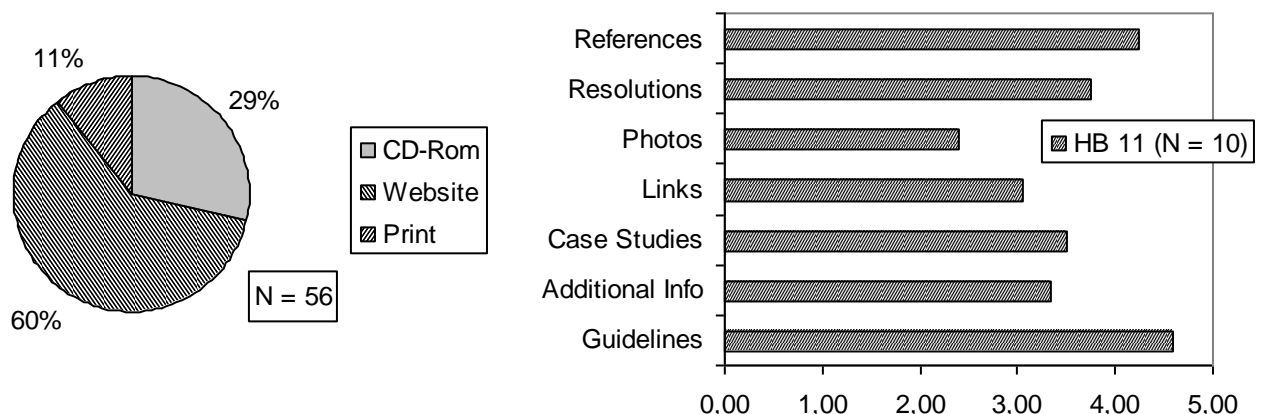 11%
29%
60%
CD-Rom
Website
Print
N = 56
References
Resolutions
Photos
Links
Case Studies
Additional Info
Guidelines
HB 11 (N = 10)
0,00 1,00 2,00 3,00 4,00 5,00